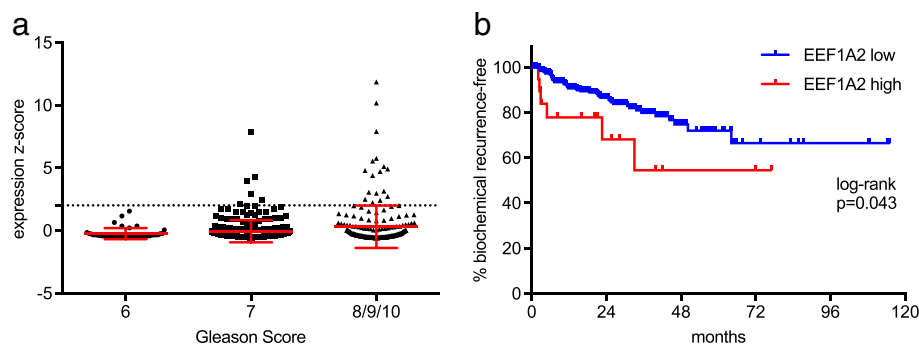 a
15
10
5
0
-5
expression z-score
6
7
8/9/10
Gleason Score
b
100
80
60
40
20
0
% biochemical recurrence-free
EEF1A2 low
EEF1A2 high
log-rank
p=0.043
0
24
48
72
96
120
months